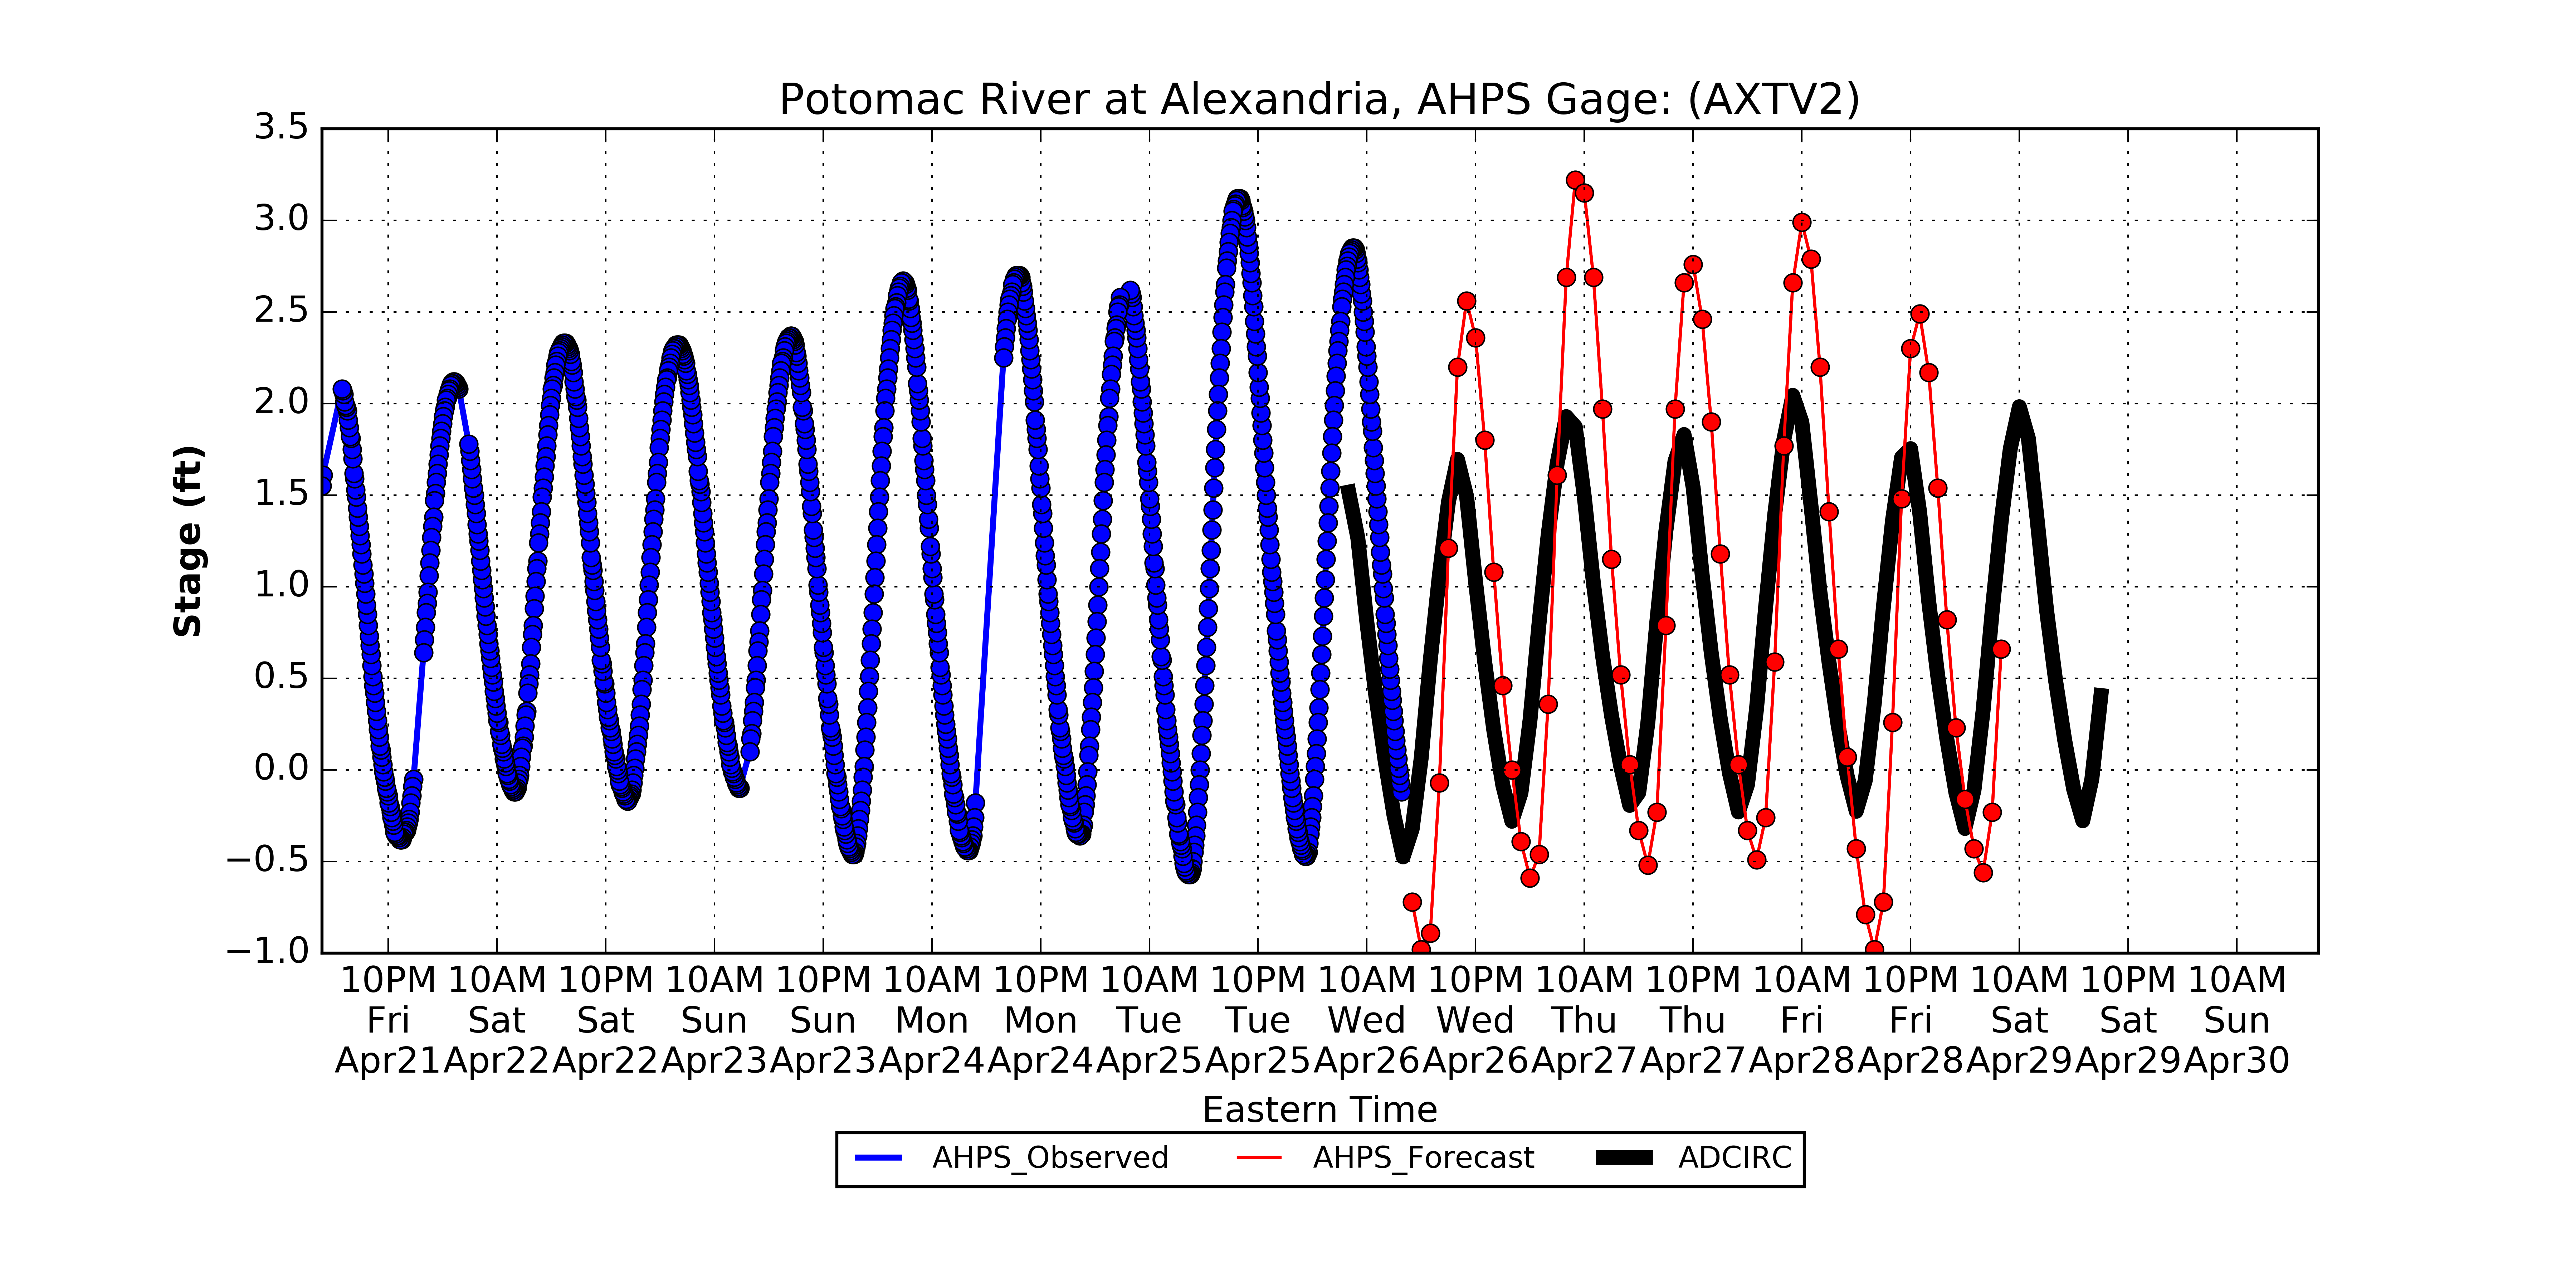 Potomac River at Alexandria, AHPS Gage: (AXTV2)
3.5
3.0
2.5
2.0
1.5
1.0
0.5
0.0
−0.5
−1.0
Stage (ft)
10PM 10AM 10PM 10AM 10PM 10AM 10PM 10AM 10PM 10AM 10PM 10AM 10PM 10AM 10PM 10AM 10PM 10AM
Fri Sat Sat Sun Sun Mon Mon Tue Tue Wed Wed Thu Thu Fri Fri Sat Sat Sun
Apr21 Apr22 Apr22 Apr23 Apr23 Apr24 Apr24 Apr25 Apr25 Apr26 Apr26 Apr27 Apr27 Apr28 Apr28 Apr29 Apr29 Apr30
Eastern Time
AHPS_Observed AHPS_Forecast ADCIRC